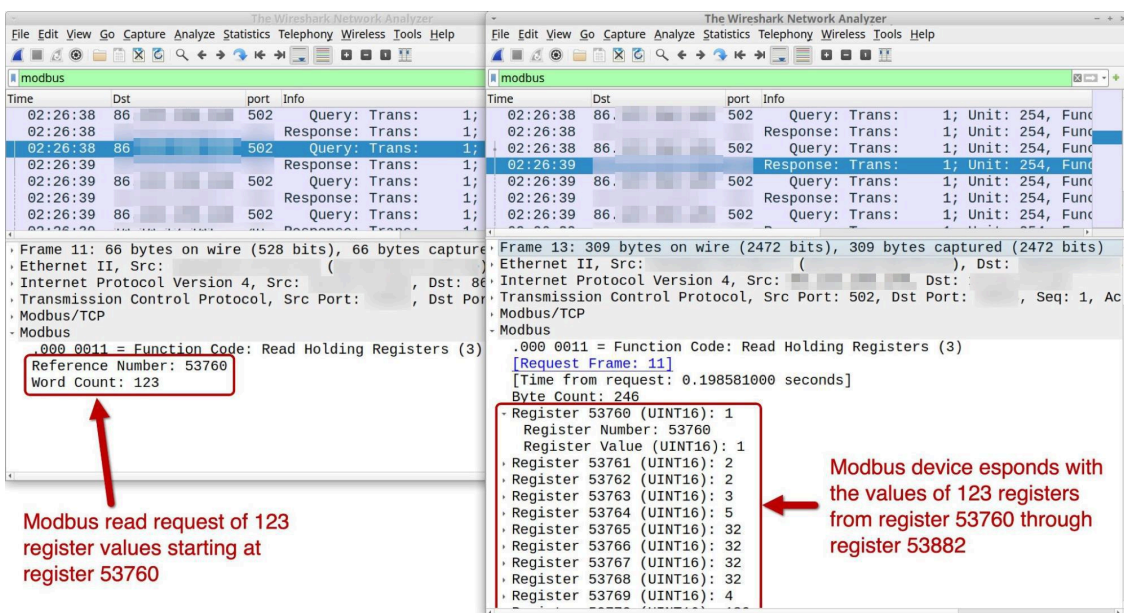 The Wireshark Network Analyzer
File Edit View Go Capture Analyze Statistics Telephony Wireless Tools Help
modbus
Time Dst port Info
02:26:38 86 502 Query: Trans: 1;
02:26:38 Response: Trans: 1;
02:26:38 86 502 Query: Trans: 1;
02:26:39 Response: Trans: 1;
02:26:39 86 502 Query: Trans: 1;
02:26:39 Response: Trans: 1;
02:26:39 86 502 Query: Trans: 1;
Frame 11: 66 bytes on wire (528 bits), 66 bytes capture
Ethernet II, Src: (
Internet Protocol Version 4, Src: , Dst: 86
Transmission Control Protocol, Src Port: , Dst Por
Modbus/TCP
Modbus
.000 0011 = Function Code: Read Holding Registers (3)
Reference Number: 53760
Word Count: 123
Modbus read request of 123
register values starting at
register 53760
The Wireshark Network Analyzer
File Edit View Go Capture Analyze Statistics Telephony Wireless Tools Help
modbus
Time Dst port Info
02:26:38 86. 502 Query: Trans: 1; Unit: 254, Func
02:26:38 Response: Trans: 1; Unit: 254, Func
02:26:38 86. 502 Query: Trans: 1; Unit: 254, Func
02:26:39 Response: Trans: 1; Unit: 254, Func
02:26:39 86. 502 Query: Trans: 1; Unit: 254, Func
02:26:39 Response: Trans: 1; Unit: 254, Func
02:26:39 86. 502 Query: Trans: 1; Unit: 254, Func
Frame 13: 309 bytes on wire (2472 bits), 309 bytes captured (2472 bits)
Ethernet II, Src: ( ), Dst:
Internet Protocol Version 4, Src: Dst:
Transmission Control Protocol, Src Port: 502, Dst Port: , Seq: 1, Ac
Modbus/TCP
Modbus
.000 0011 = Function Code: Read Holding Registers (3)
[Request Frame: 11]
[Time from request: 0.198581000 seconds]
Byte Count: 246
Register 53760 (UINT16): 1
Register Number: 53760
Register Value (UINT16): 1
Register 53761 (UINT16): 2
Register 53762 (UINT16): 2
Register 53763 (UINT16): 3
Register 53764 (UINT16): 5
Register 53765 (UINT16): 32
Register 53766 (UINT16): 32
Register 53767 (UINT16): 32
Register 53768 (UINT16): 32
Register 53769 (UINT16): 4
Modbus device esponds with
the values of 123 registers
from register 53760 through
register 53882